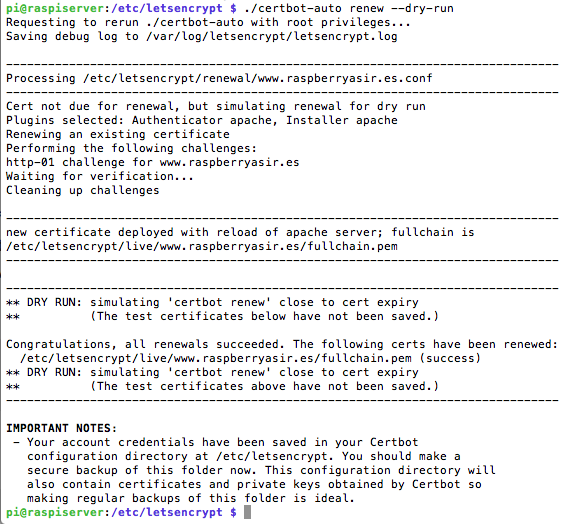 pi@raspiserver:/etc/letsencrypt $ ./certbot-auto renew --dry-run
Requesting to rerun ./certbot-auto with root privileges...
Saving debug log to /var/log/letsencrypt/letsencrypt.log
-------------------------------------------------------------------------------
Processing /etc/letsencrypt/renewal/www.raspberryasir.es.conf
-------------------------------------------------------------------------------
Cert not due for renewal, but simulating renewal for dry run
Plugins selected: Authenticator apache, Installer apache
Renewing an existing certificate
Performing the following challenges:
http-01 challenge for www.raspberryasir.es
Waiting for verification...
Cleaning up challenges
-------------------------------------------------------------------------------
new certificate deployed with reload of apache server; fullchain is
/etc/letsencrypt/live/www.raspberryasir.es/fullchain.pem
-------------------------------------------------------------------------------
-------------------------------------------------------------------------------
** DRY RUN: simulating 'certbot renew' close to cert expiry
**          (The test certificates below have not been saved.)
Congratulations, all renewals succeeded. The following certs have been renewed:
  /etc/letsencrypt/live/www.raspberryasir.es/fullchain.pem (success)
** DRY RUN: simulating 'certbot renew' close to cert expiry
**          (The test certificates above have not been saved.)
-------------------------------------------------------------------------------
IMPORTANT NOTES:
 - Your account credentials have been saved in your Certbot
   configuration directory at /etc/letsencrypt. You should make a
   secure backup of this folder now. This configuration directory will
   also contain certificates and private keys obtained by Certbot so
   making regular backups of this folder is ideal.
pi@raspiserver:/etc/letsencrypt $